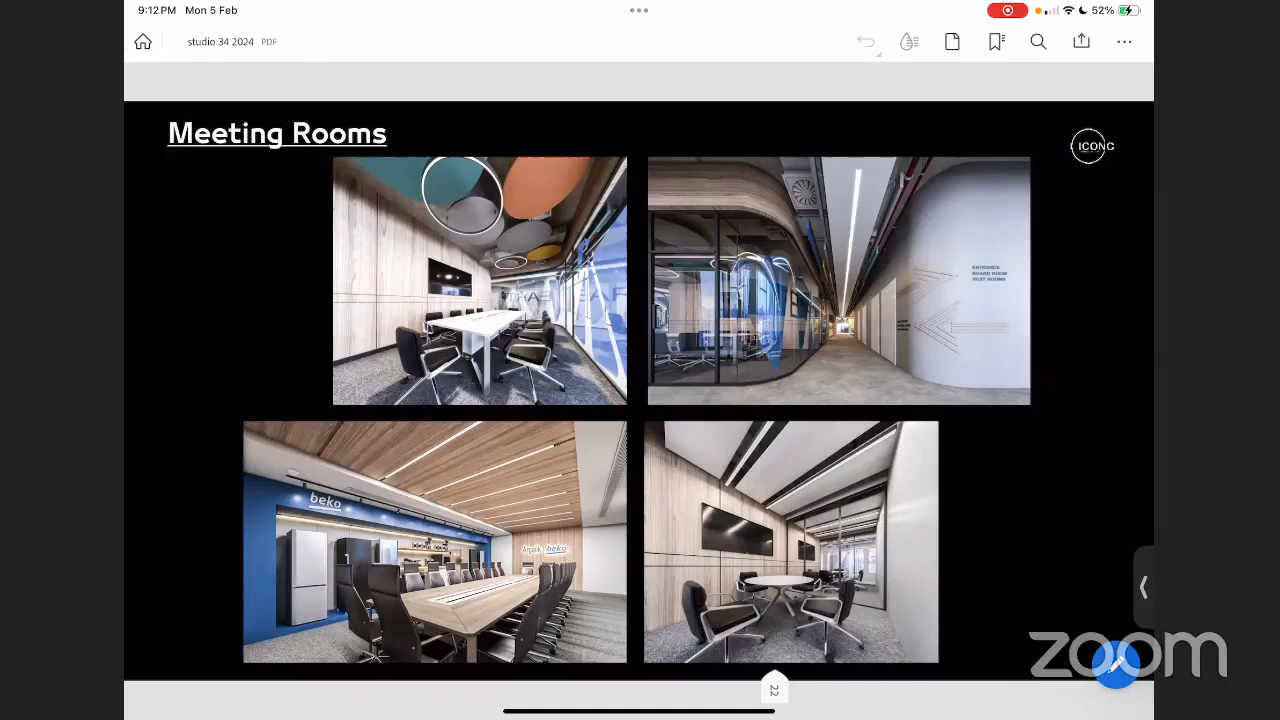 9:12 PM Mon 5 Feb
52%
studio 34 2024 PDF
Meeting Rooms
ICONC
ENTRANCE
BOARD ROOM
REST ROOMS
beko
Arçelik beko
22
zoom